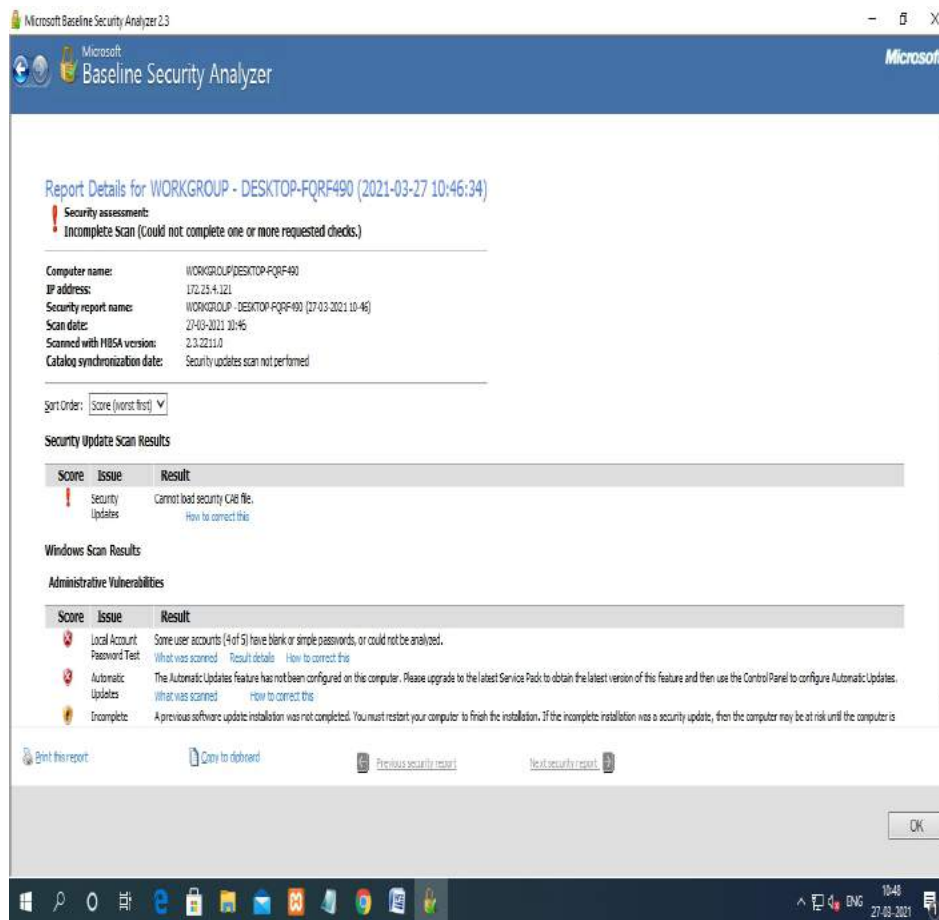 Microsoft Baseline Security Analyzer 2.3
Microsoft
Baseline Security Analyzer
Microsoft
Report Details for WORKGROUP - DESKTOP-FQRF490 (2021-03-27 10:46:34)
Security assessment:
Incomplete Scan (Could not complete one or more requested checks.)
Computer name: WORKGROUP\DESKTOP-FQRF490
IP address: 172.25.4.121
Security report name: WORKGROUP - DESKTOP-FQRF490 (27-03-2021 10-46)
Scan date: 27-03-2021 10:46
Scanned with MBSA version: 2.3.2211.0
Catalog synchronization date: Security updates scan not performed
Sort Order: Score (worst first)
Security Update Scan Results
Score Issue Result
Security Updates Cannot load security CAB file.
How to correct this
Windows Scan Results
Administrative Vulnerabilities
Score Issue Result
Local Account Password Test Some user accounts (4 of 5) have blank or simple passwords, or could not be analyzed.
What was scanned Result details How to correct this
Automatic Updates The Automatic Updates feature has not been configured on this computer. Please upgrade to the latest Service Pack to obtain the latest version of this feature and then use the Control Panel to configure Automatic Updates.
What was scanned How to correct this
Incomplete A previous software update installation was not completed. You must restart your computer to finish the installation. If the incomplete installation was a security update, then the computer may be at risk until the computer is
Print this report Copy to clipboard Previous security report Next security report
OK
ENG 10:48
27-03-2021